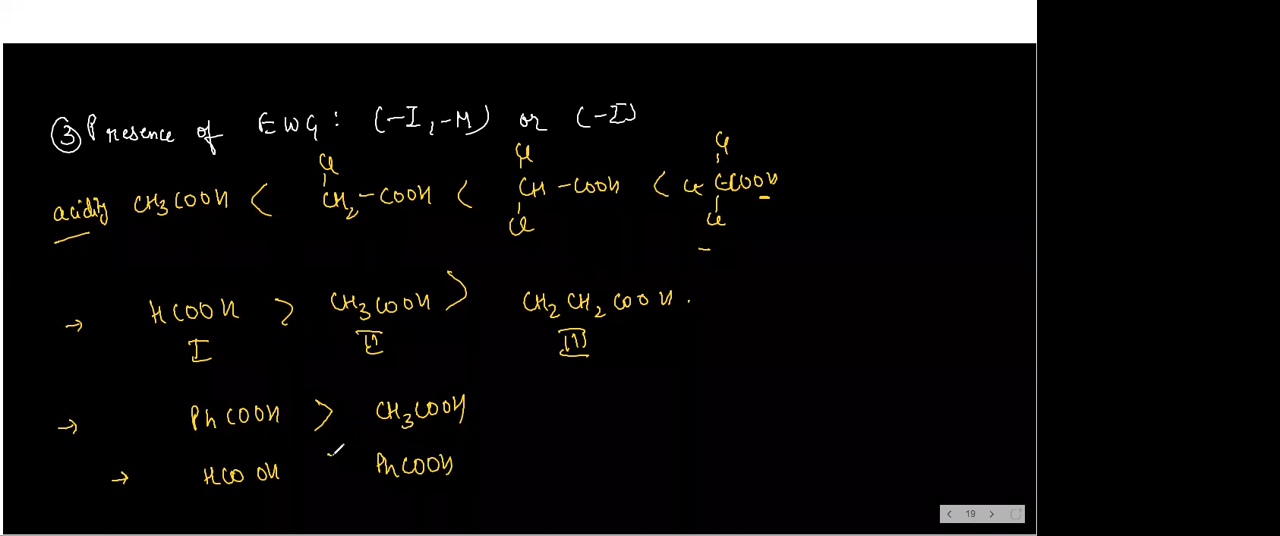 ③ Presence of EWG : (-I, -M) or (-I)
Cl Cl Cl
acidity CH3COOH < CH2-COOH < CH-COOH < Cl C-COOH
Cl Cl
→ HCOOH > CH3COOH > CH2CH2COOH.
I II III
→ PhCOOH > CH3COOH
→ HCOOH PhCOOH
< 19 >